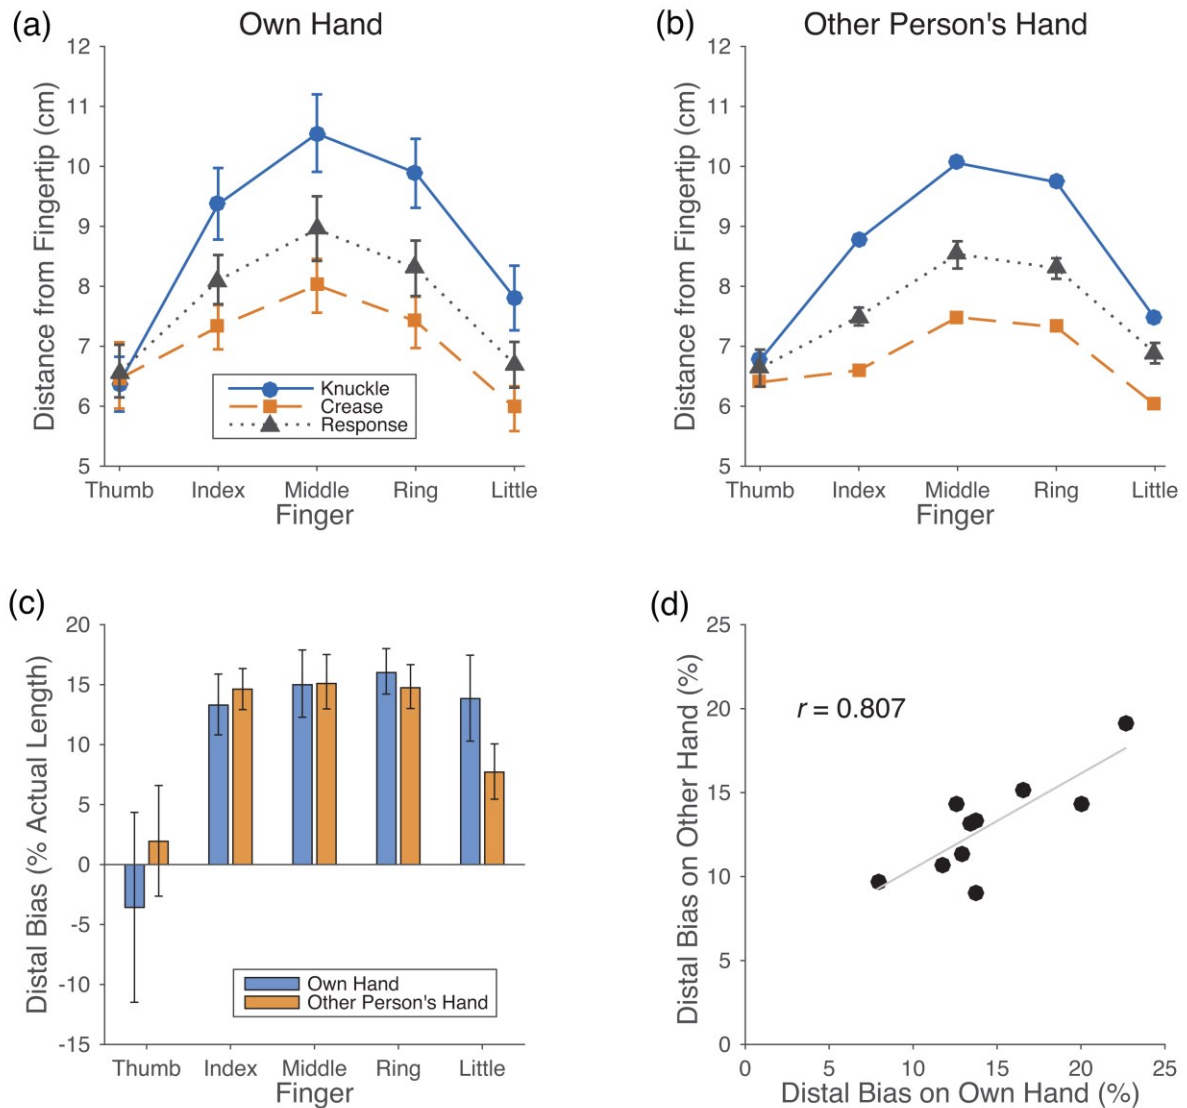 (a)
Own Hand
Distance from Fingertip (cm)
12
11
10
9
8
7
6
5
Knuckle
Crease
Response
Thumb Index Middle Ring Little
Finger
(b)
Other Person's Hand
Distance from Fingertip (cm)
12
11
10
9
8
7
6
5
Thumb Index Middle Ring Little
Finger
(c)
Distal Bias (% Actual Length)
20
15
10
5
0
-5
-10
-15
Own Hand
Other Person's Hand
Thumb Index Middle Ring Little
Finger
(d)
Distal Bias on Other Hand (%)
25
20
15
10
5
0
r = 0.807
0 5 10 15 20 25
Distal Bias on Own Hand (%)